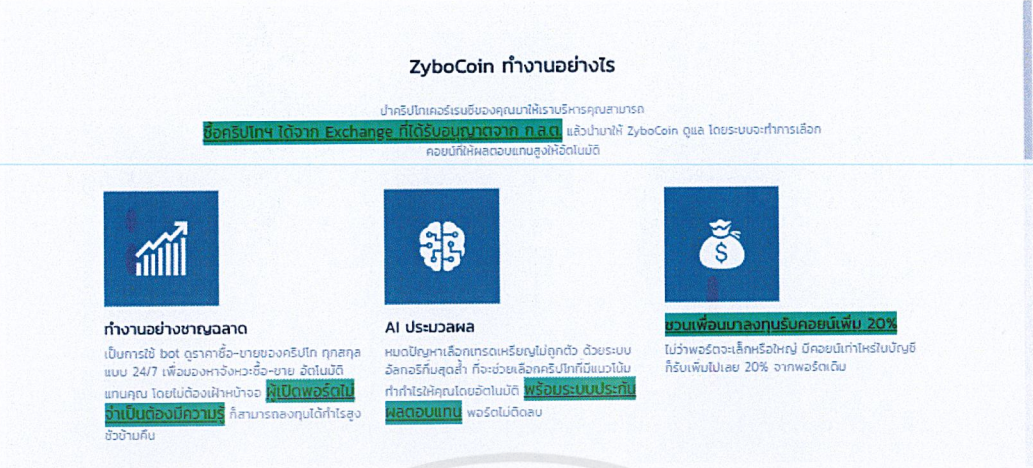 ZyboCoin ทำงานอย่างไร
นำคริปโทเคอร์เรนซีของคุณมาให้เราบริหารคุณสามารถ
ซื้อคริปโทฯ ได้จาก Exchange ที่ได้รับอนุญาตจาก ก.ล.ต. แล้วนำมาให้ ZyboCoin ดูแล โดยระบบจะทำการเลือก
คอยน์ที่ให้ผลตอบแทนสูงให้อัตโนมัติ
ทำงานอย่างชาญฉลาด
เป็นการใช้ bot ดูราคาซื้อ-ขายของคริปโท ทุกสกุล
แบบ 24/7 เพื่อมองหาจังหวะซื้อ-ขาย อัตโนมัติ
แทนคุณ โดยไม่ต้องเฝ้าหน้าจอ ผู้เปิดพอร์ตไม่
จำเป็นต้องมีความรู้ ก็สามารถลงทุนได้กำไรสูง
ชั่วข้ามคืน
AI ประมวลผล
หมดปัญหาเลือกเทรดเหรียญไม่ถูกตัว ด้วยระบบ
อัลกอริทึ่มสุดล้ำ ที่จะช่วยเลือกคริปโทที่มีแนวโน้ม
ทำกำไรให้คุณโดยอัตโนมัติ พร้อมระบบประกัน
ผลตอบแทน พอร์ตไม่ติดลบ
ชวนเพื่อนมาลงทุนรับคอยน์เพิ่ม 20%
ไม่ว่าพอร์ตจะเล็กหรือใหญ่ มีคอยน์เท่าไหร่ในบัญชี
ก็รับเพิ่มไปเลย 20% จากพอร์ตเดิม